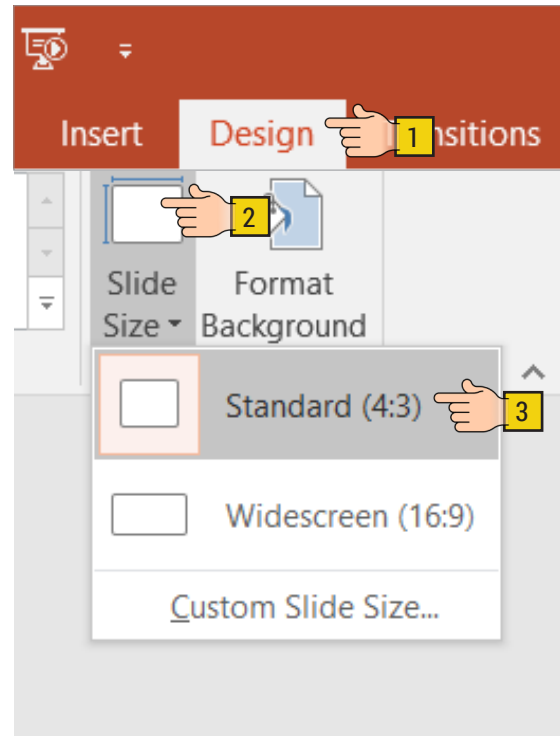 Insert Design nsitions
1
2
Slide
Size
Format
Background
Standard (4:3)
3
Widescreen (16:9)
Custom Slide Size...